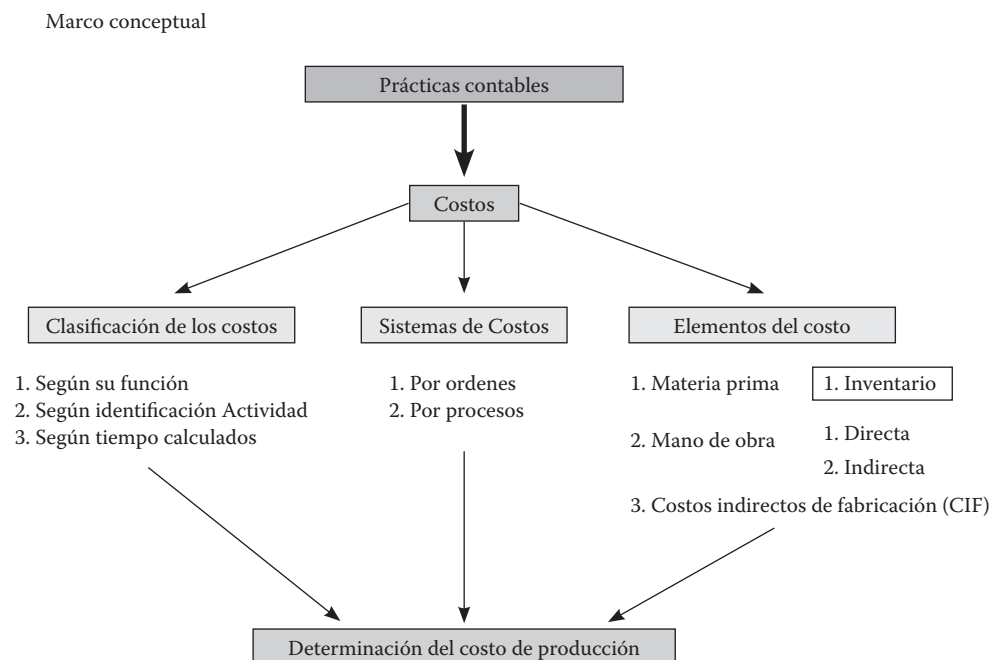 Marco conceptual
Prácticas contables
Costos
Clasificación de los costos
1. Según su función
2. Según identificación Actividad
3. Según tiempo calculados
Sistemas de Costos
1. Por ordenes
2. Por procesos
Elementos del costo
1. Materia prima
1. Inventario
2. Mano de obra
1. Directa
2. Indirecta
3. Costos indirectos de fabricación (CIF)
Determinación del costo de producción